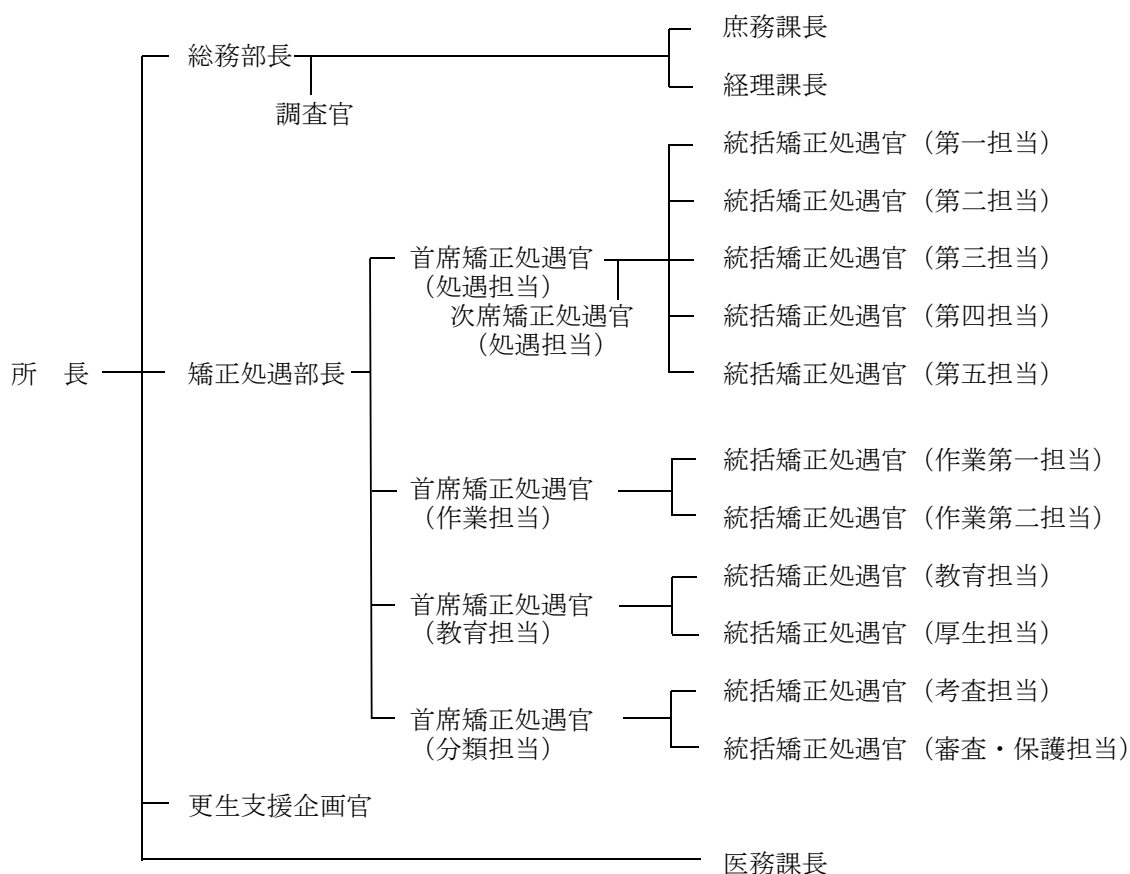 庶務課長
総務部長
経理課長
調査官
統括矯正処遇官（第一担当）
統括矯正処遇官（第二担当）
首席矯正処遇官
（処遇担当）
統括矯正処遇官（第三担当）
次席矯正処遇官
（処遇担当）
統括矯正処遇官（第四担当）
所　長
矯正処遇部長
統括矯正処遇官（第五担当）
統括矯正処遇官（作業第一担当）
首席矯正処遇官
（作業担当）
統括矯正処遇官（作業第二担当）
統括矯正処遇官（教育担当）
首席矯正処遇官
（教育担当）
統括矯正処遇官（厚生担当）
統括矯正処遇官（考査担当）
首席矯正処遇官
（分類担当）
統括矯正処遇官（審査・保護担当）
更生支援企画官
医務課長